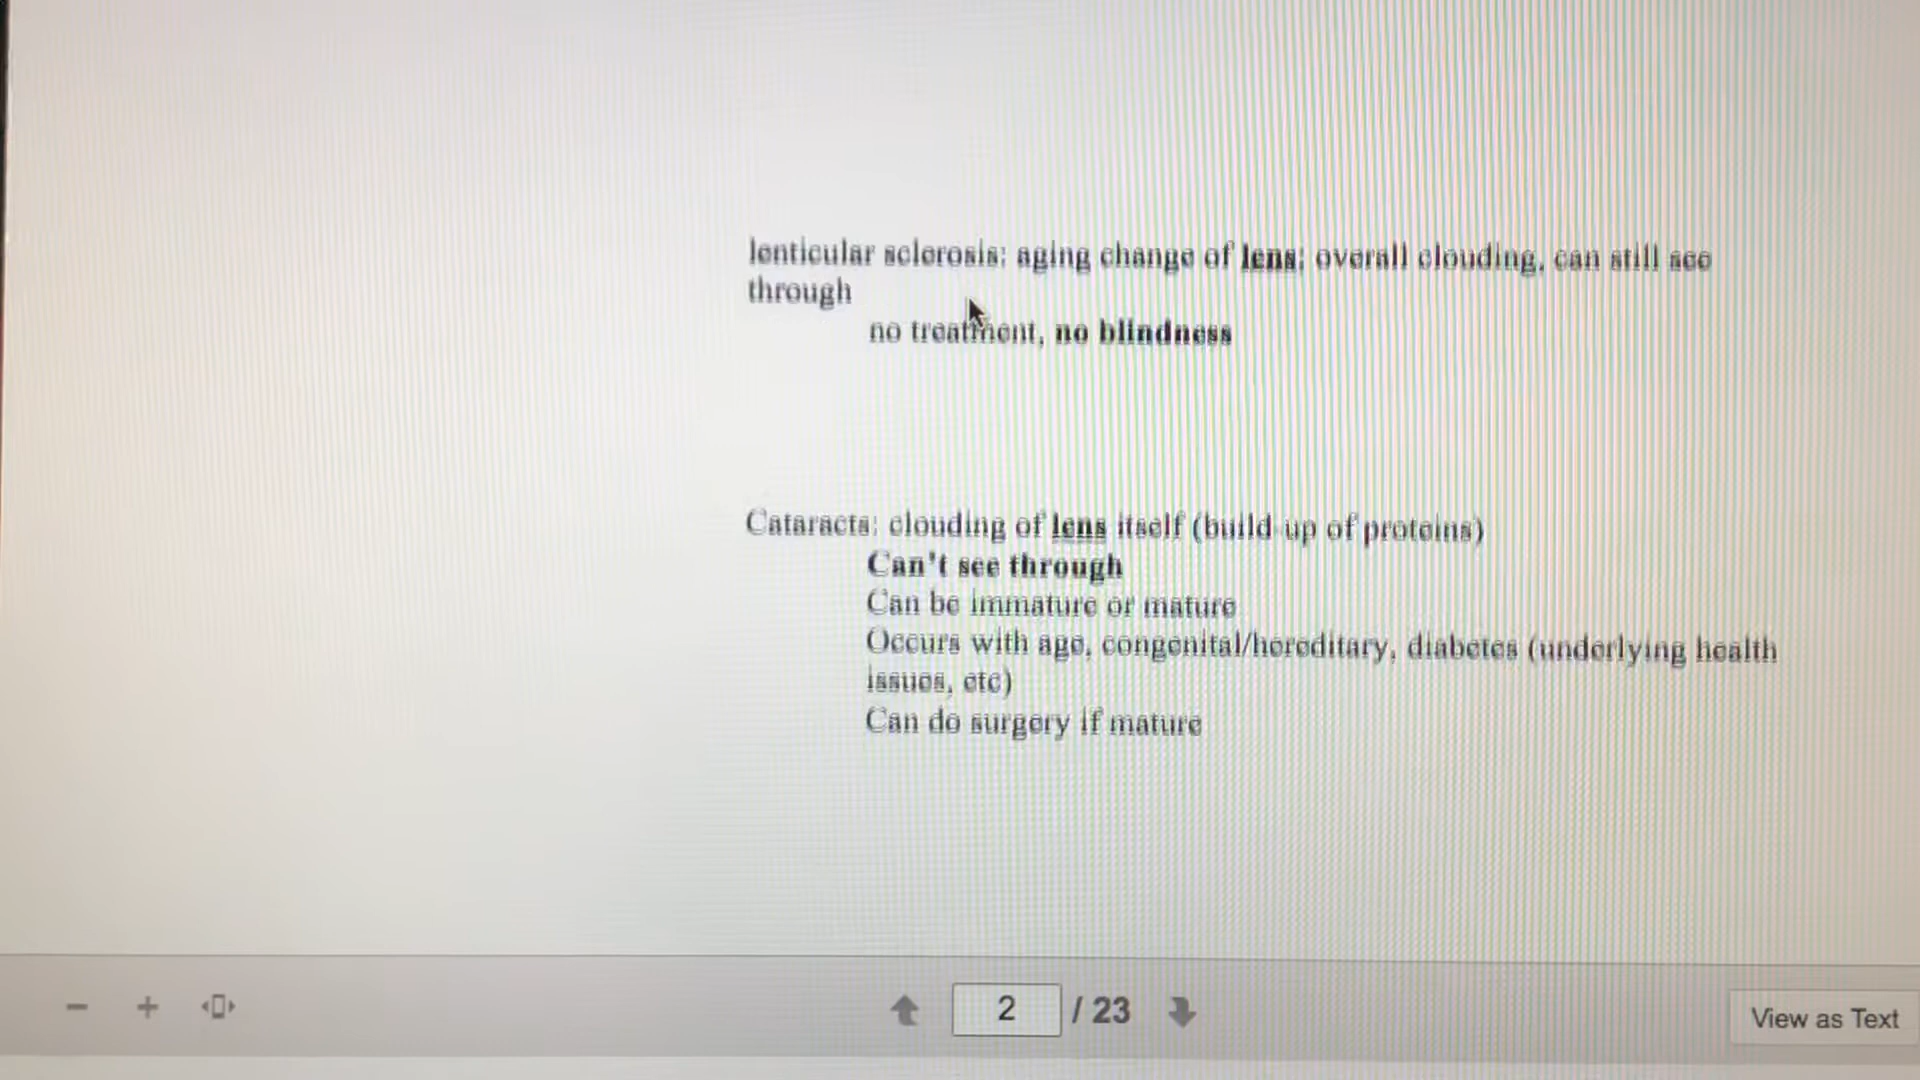 lenticular sclerosis: aging change of lens; overall clouding, can still see
through
no treatment, no blindness
Cataracts: clouding of lens itself (build up of proteins)
Can't see through
Can be immature or mature
Occurs with age, congenital/hereditary, diabetes (underlying health
issues, etc)
Can do surgery if mature
2 / 23
View as Text